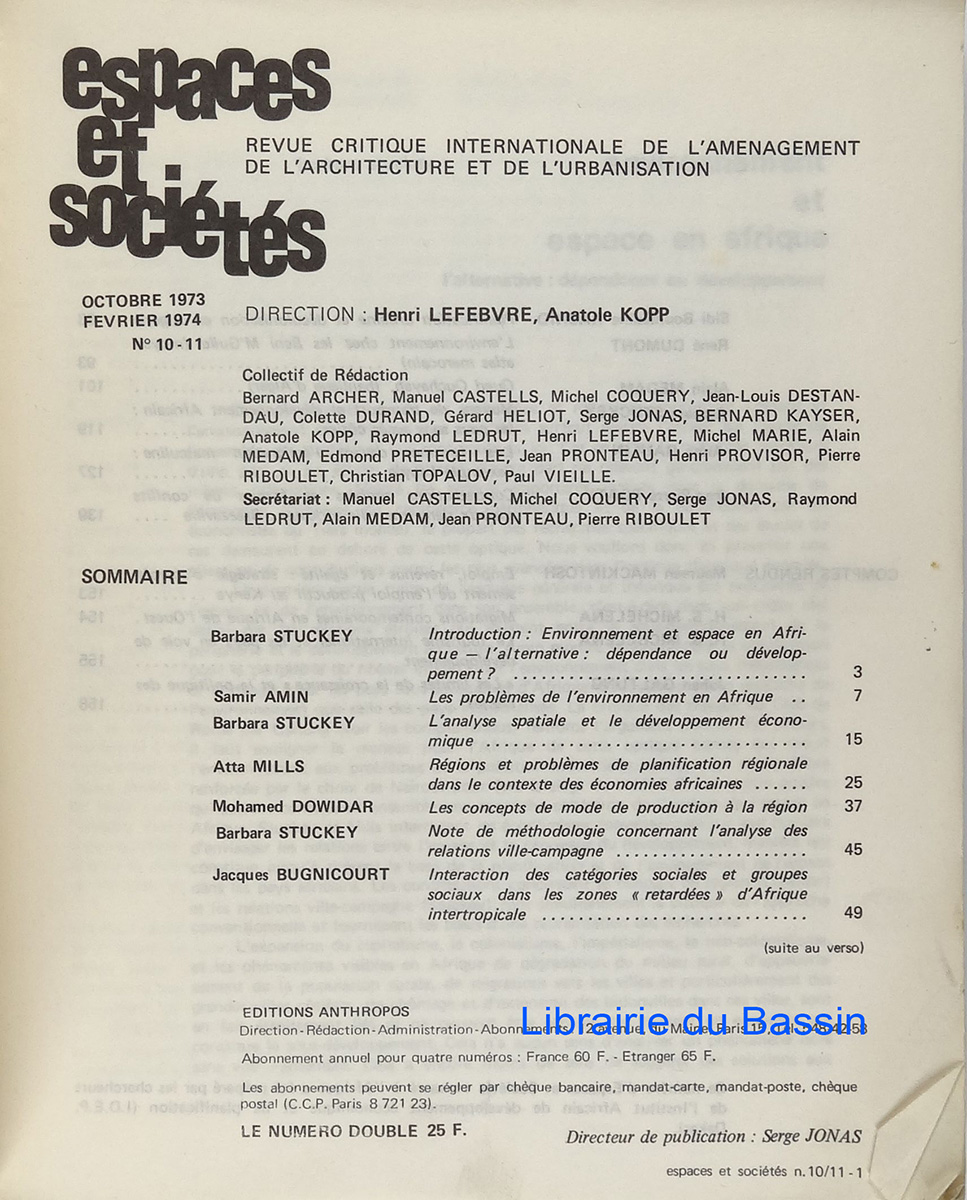 espaces
et
sociétés
REVUE CRITIQUE INTERNATIONALE DE L'AMENAGEMENT
DE L'ARCHITECTURE ET DE L'URBANISATION
OCTOBRE 1973
FEVRIER 1974
N° 10-11
DIRECTION : Henri LEFEBVRE, Anatole KOPP
Collectif de Rédaction
Bernard ARCHER, Manuel CASTELLS, Michel COQUERY, Jean-Louis DESTAN-
DAU, Colette DURAND, Gérard HELIOT, Serge JONAS, BERNARD KAYSER,
Anatole KOPP, Raymond LEDRUT, Henri LEFEBVRE, Michel MARIE, Alain
MEDAM, Edmond PRETECEILLE, Jean PRONTEAU, Henri PROVISOR, Pierre
RIBOULET, Christian TOPALOV, Paul VIEILLE.
Secrétariat : Manuel CASTELLS, Michel COQUERY, Serge JONAS, Raymond
LEDRUT, Alain MEDAM, Jean PRONTEAU, Pierre RIBOULET
SOMMAIRE
Barbara STUCKEY Introduction : Environnement et espace en Afri-
que — l'alternative : dépendance ou dévelop-
pement ? ................................ 3
Samir AMIN Les problèmes de l'environnement en Afrique .. 7
Barbara STUCKEY L'analyse spatiale et le développement écono-
mique .................................. 15
Atta MILLS Régions et problèmes de planification régionale
dans le contexte des économies africaines ...... 25
Mohamed DOWIDAR Les concepts de mode de production à la région 37
Barbara STUCKEY Note de méthodologie concernant l'analyse des
relations ville-campagne ..................... 45
Jacques BUGNICOURT Interaction des catégories sociales et groupes
sociaux dans les zones « retardées » d'Afrique
intertropicale ............................ 49
(suite au verso)
EDITIONS ANTHROPOS
Direction-Rédaction-Administration-Abonnements
Librairie du Bassin
Abonnement annuel pour quatre numéros : France 60 F. - Etranger 65 F.
Les abonnements peuvent se régler par chèque bancaire, mandat-carte, mandat-poste, chèque
postal (C.C.P. Paris 8 721 23).
LE NUMERO DOUBLE 25 F.
Directeur de publication : Serge JONAS
espaces et sociétés n.10/11 - 1